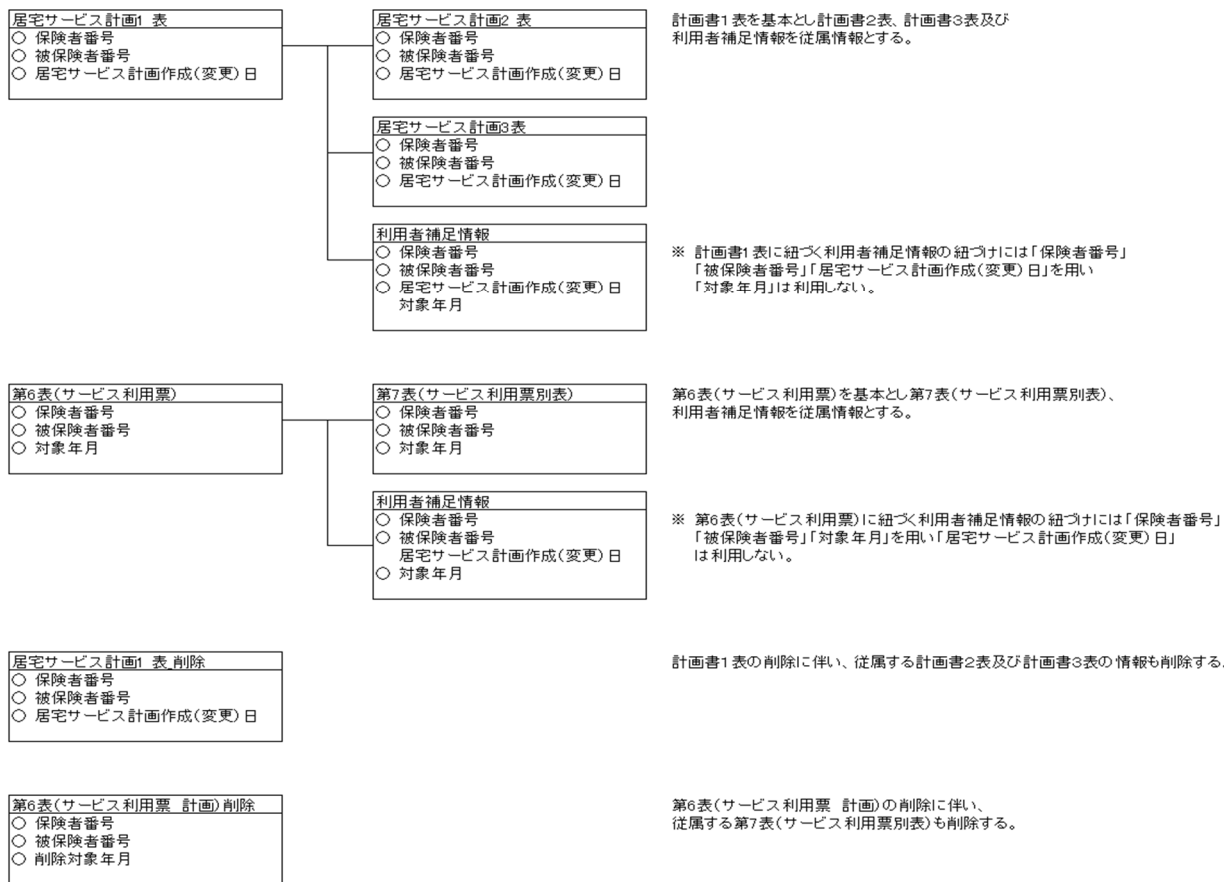 居宅サービス計画1 表
○ 保険者番号
○ 被保険者番号
○ 居宅サービス計画作成(変更)日
居宅サービス計画2 表
○ 保険者番号
○ 被保険者番号
○ 居宅サービス計画作成(変更)日
計画書1表を基本とし計画書2表、計画書3表及び
利用者補足情報を従属情報とする。
居宅サービス計画3表
○ 保険者番号
○ 被保険者番号
○ 居宅サービス計画作成(変更)日
利用者補足情報
○ 保険者番号
○ 被保険者番号
○ 居宅サービス計画作成(変更)日
対象年月
※ 計画書1表に紐づく利用者補足情報の紐づけには「保険者番号」
「被保険者番号」「居宅サービス計画作成(変更)日」を用い
「対象年月」は利用しない。
第6表(サービス利用票)
○ 保険者番号
○ 被保険者番号
○ 対象年月
第7表(サービス利用票別表)
○ 保険者番号
○ 被保険者番号
○ 対象年月
第6表(サービス利用票)を基本とし第7表(サービス利用票別表)、
利用者補足情報を従属情報とする。
利用者補足情報
○ 保険者番号
○ 被保険者番号
居宅サービス計画作成(変更)日
○ 対象年月
※ 第6表(サービス利用票)に紐づく利用者補足情報の紐づけには「保険者番号」
「被保険者番号」「対象年月」を用い「居宅サービス計画作成(変更)日」
は利用しない。
居宅サービス計画1 表_削除
○ 保険者番号
○ 被保険者番号
○ 居宅サービス計画作成(変更)日
計画書1表の削除に伴い、従属する計画書2表及び計画書3表の情報も削除する。
第6表(サービス利用票 計画)削除
○ 保険者番号
○ 被保険者番号
○ 削除対象年月
第6表(サービス利用票 計画)の削除に伴い、
従属する第7表(サービス利用票別表)も削除する。